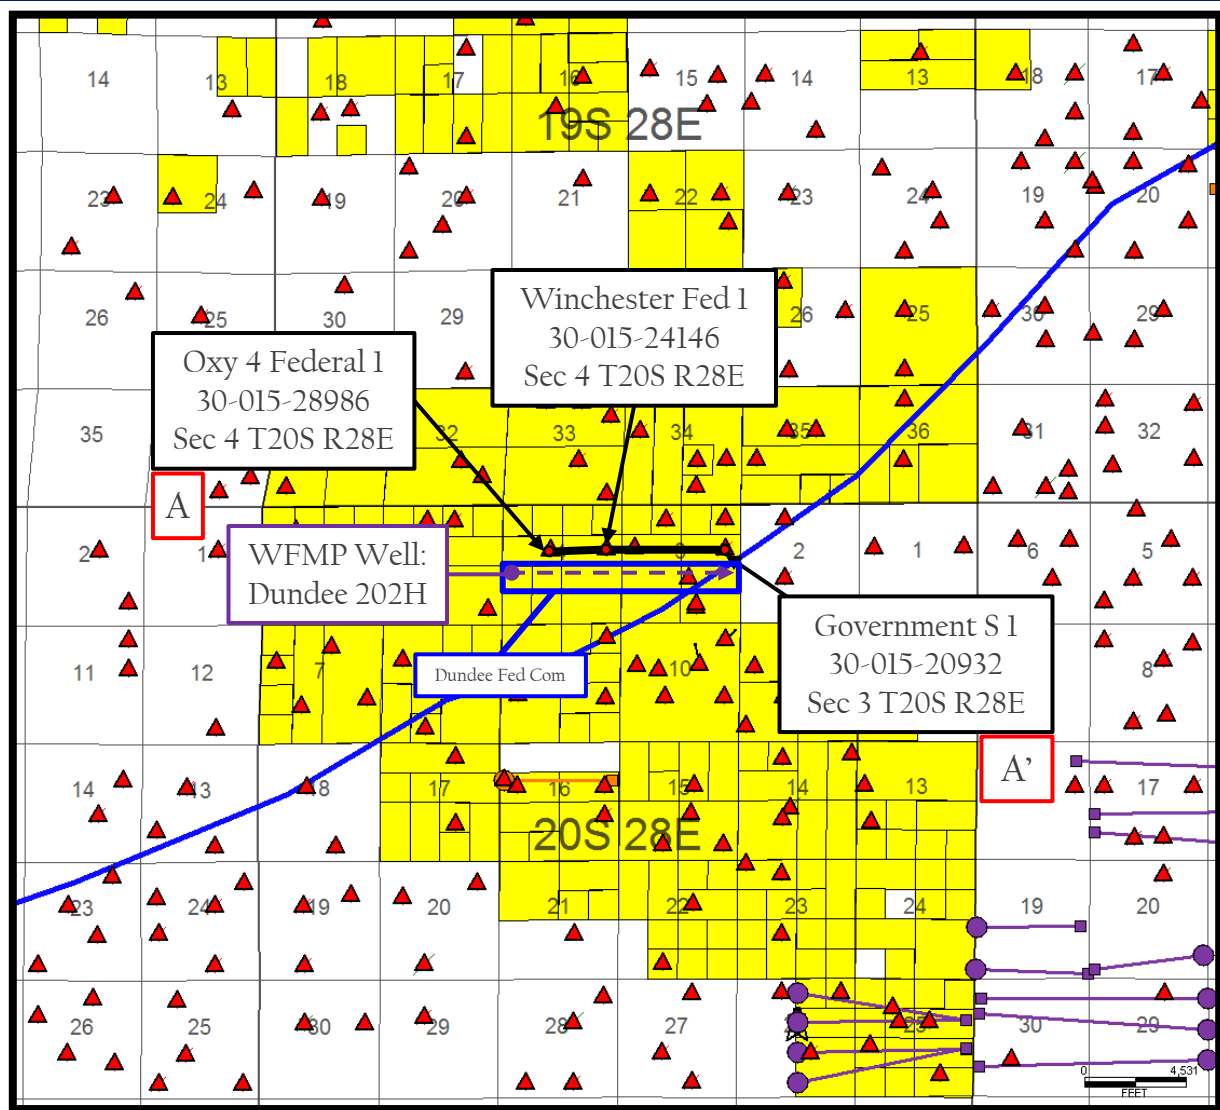 14 13 18 17 16 15 14 13 18 17
19S 28E
23 24 19 20 21 22 23 24 19 20
26 25 30 29 26 25 30 29
Winchester Fed 1
30-015-24146
Sec 4 T20S R28E
Oxy 4 Federal 1
30-015-28986
Sec 4 T20S R28E
35 32 33 34 35 36 31 32
A
2 1 3 2 1 6 5
WFMP Well:
Dundee 202H
Government S 1
30-015-20932
Sec 3 T20S R28E
11 12 7 10 8
Dundee Fed Com
A’
14 13 18 17 16 15 14 13 17
20S 28E
23 24 19 20 21 22 23 24 19 20
26 25 30 29 28 27 25 30 29
0 4,531
FEET